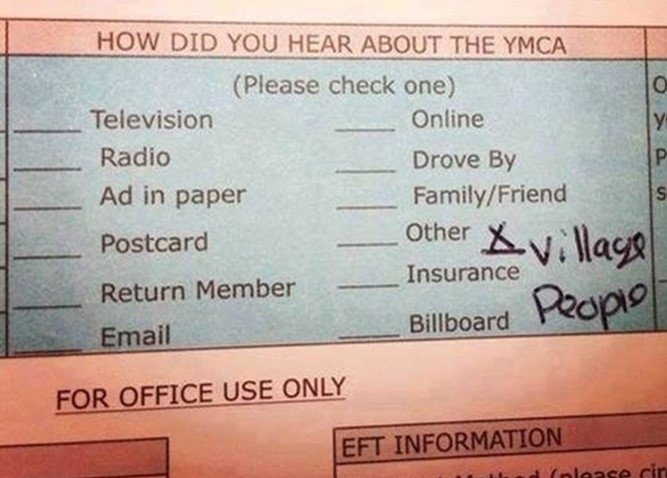 HOW DID YOU HEAR ABOUT THE YMCA
(Please check one)
Television
Radio
Ad in paper
Postcard
Return Member
Email
Online
Drove By
Family/Friend
Other X Village
Insurance
People
Billboard
FOR OFFICE USE ONLY
EFT INFORMATION
(please